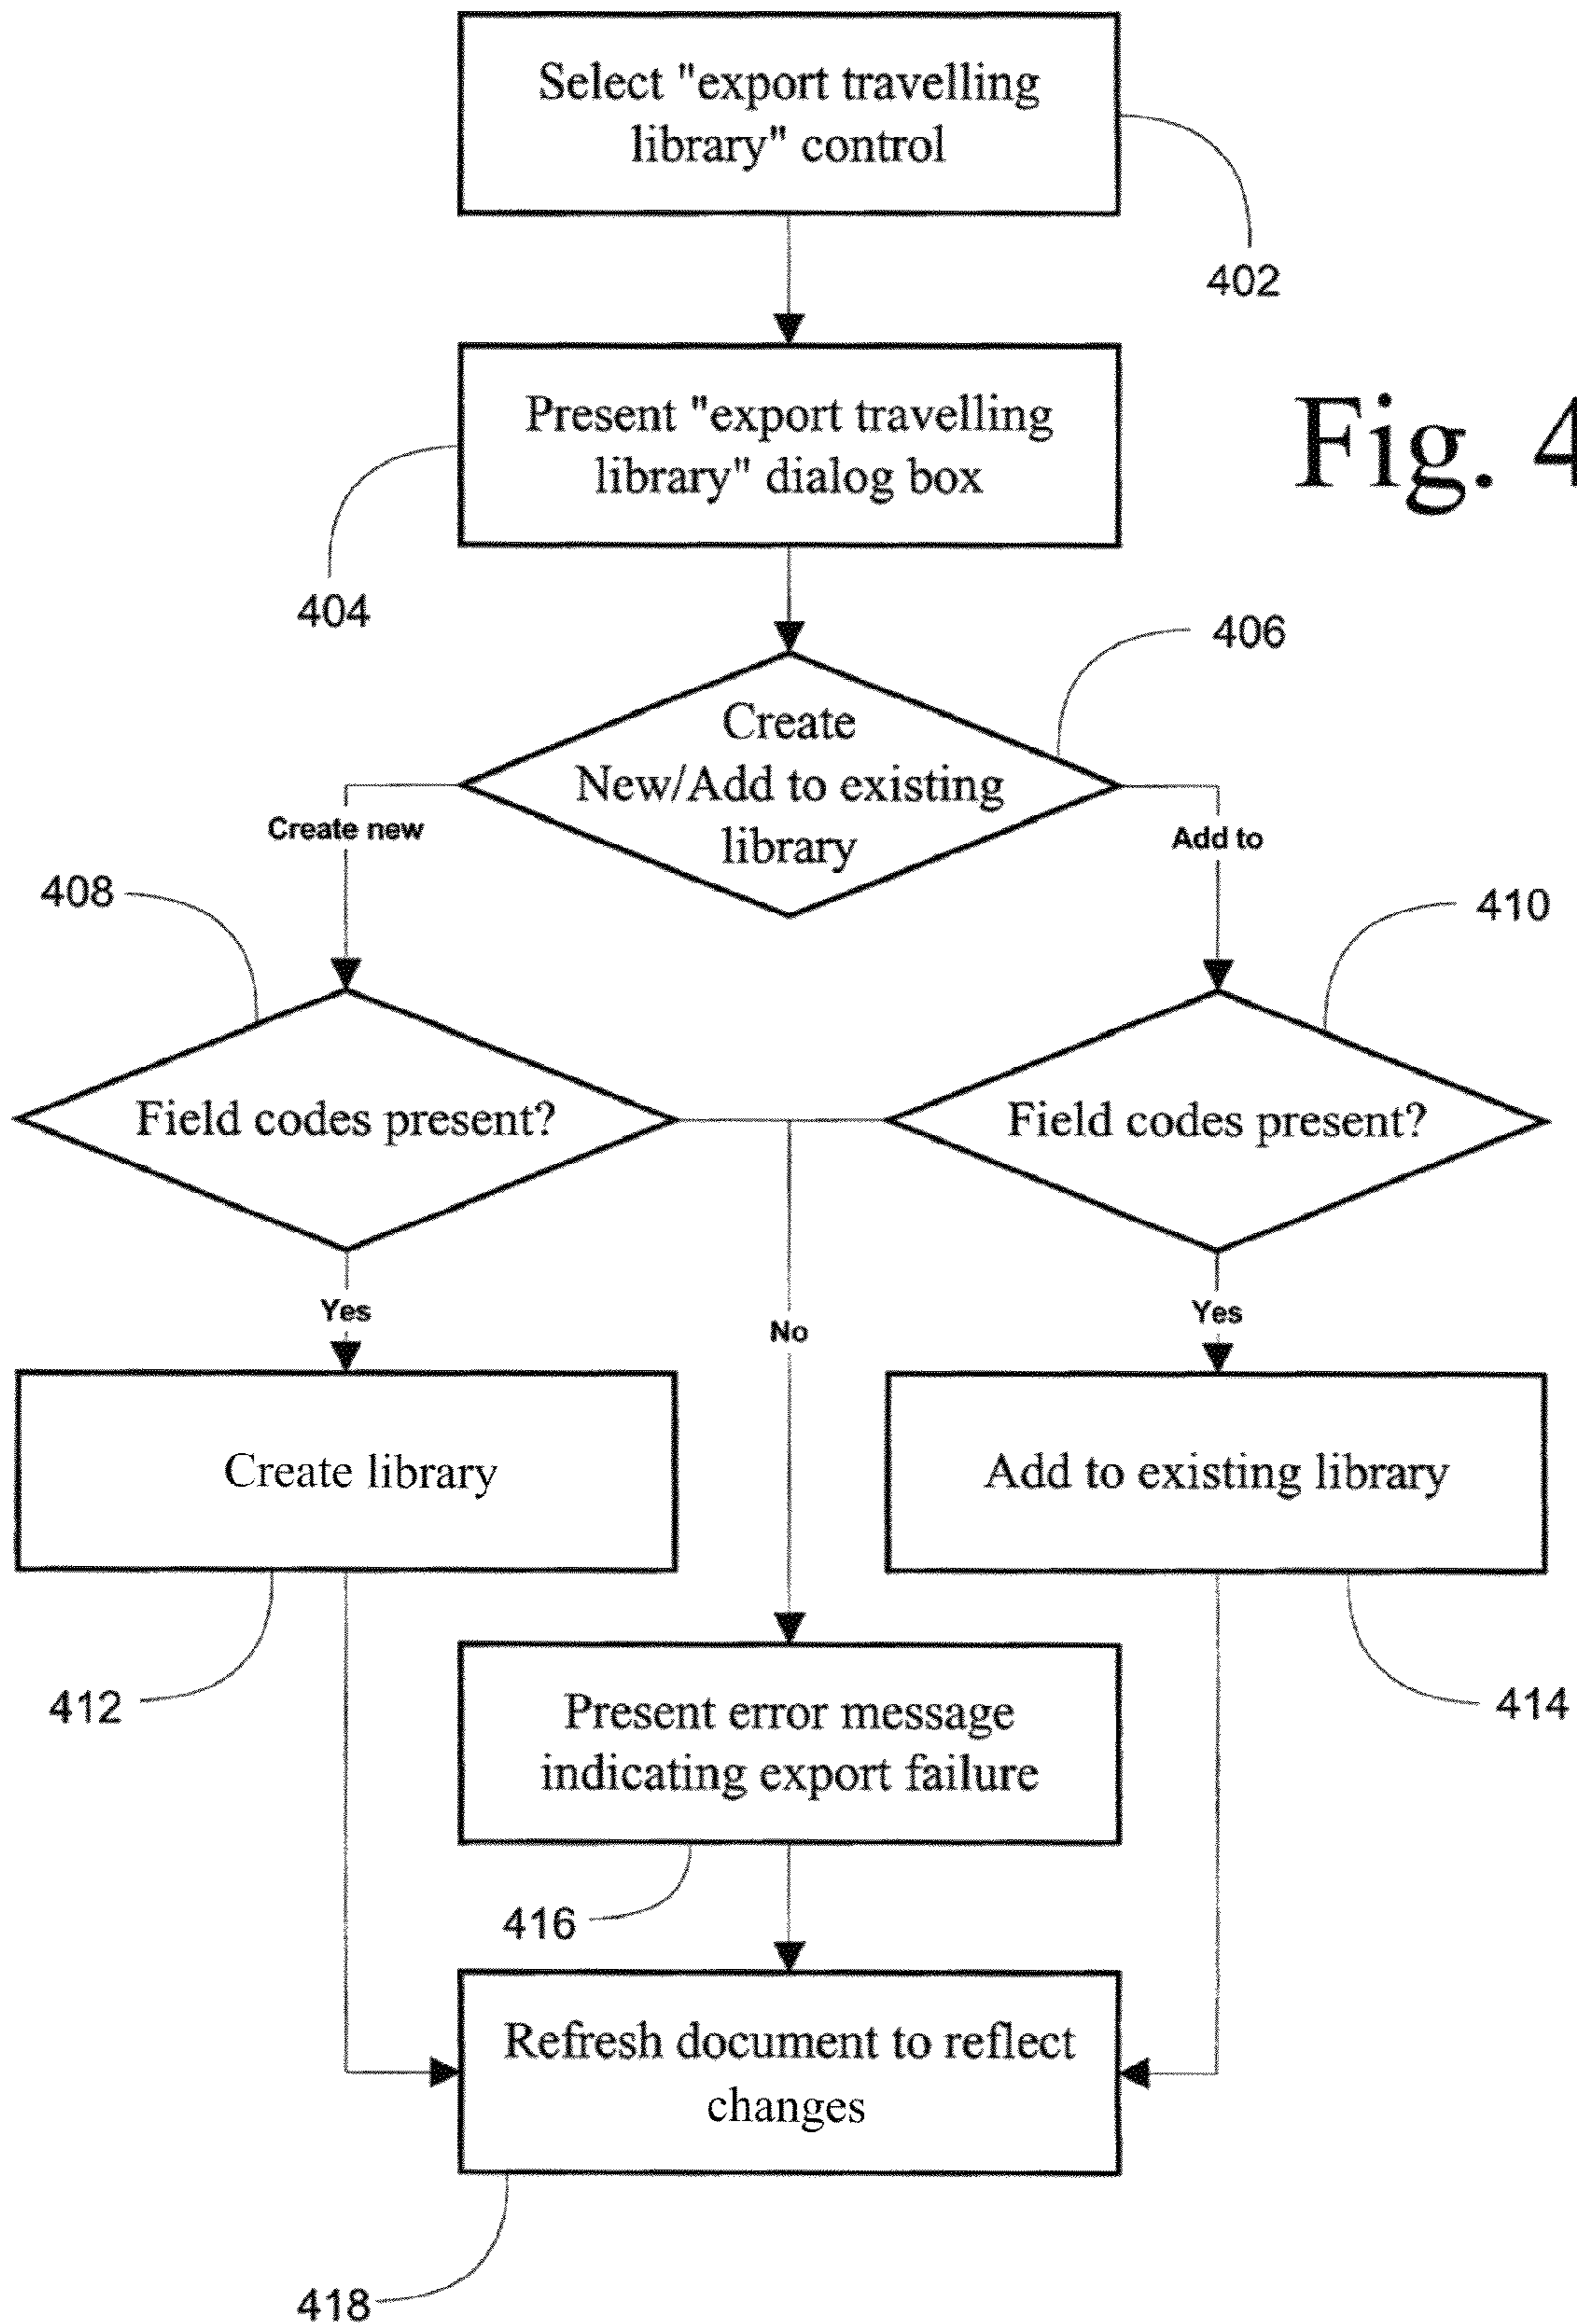 Select "export travelling
library" control
402
Present "export travelling
library" dialog box
Fig. 4
404
406
Create
New/Add to existing
library
Create new
Add to
408
410
Field codes present?
Field codes present?
Yes
No
Yes
Create library
Add to existing library
412
414
Present error message
indicating export failure
416
Refresh document to reflect
changes
418